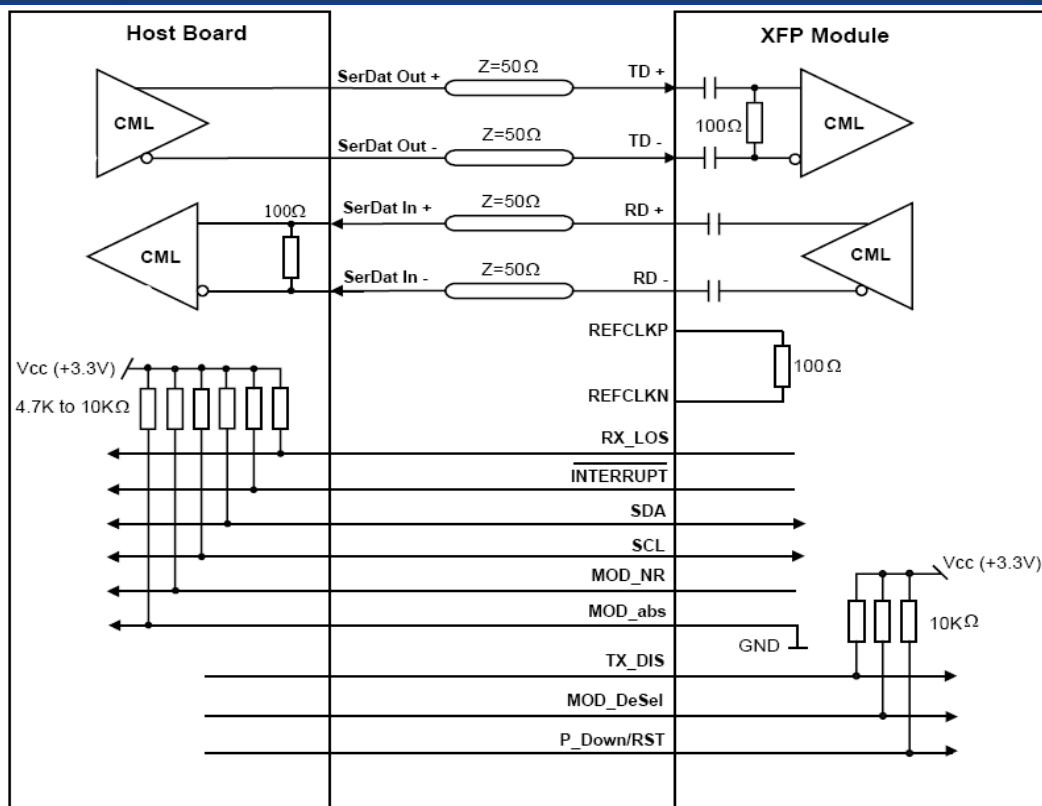 Host Board
XFP Module
SerDat Out +
Z=50Ω
TD +
CML
100Ω
CML
SerDat Out -
Z=50Ω
TD -
100Ω
SerDat In +
Z=50Ω
RD +
CML
CML
SerDat In -
Z=50Ω
RD -
REFCLKP
Vcc (+3.3V)
100Ω
4.7K to 10KΩ
REFCLKN
RX_LOS
INTERRUPT
SDA
SCL
Vcc (+3.3V)
MOD_NR
MOD_abs
10KΩ
GND
TX_DIS
MOD_DeSel
P_Down/RST